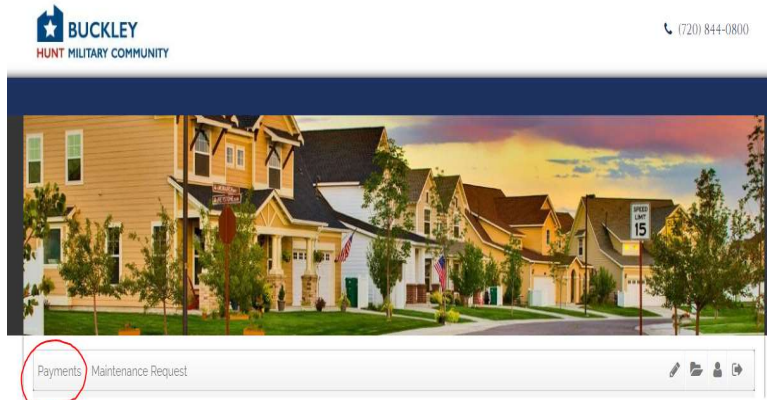 BUCKLEY
HUNT MILITARY COMMUNITY
(720) 844-0800
SPEED
LIMIT
15
Payments
Maintenance Request